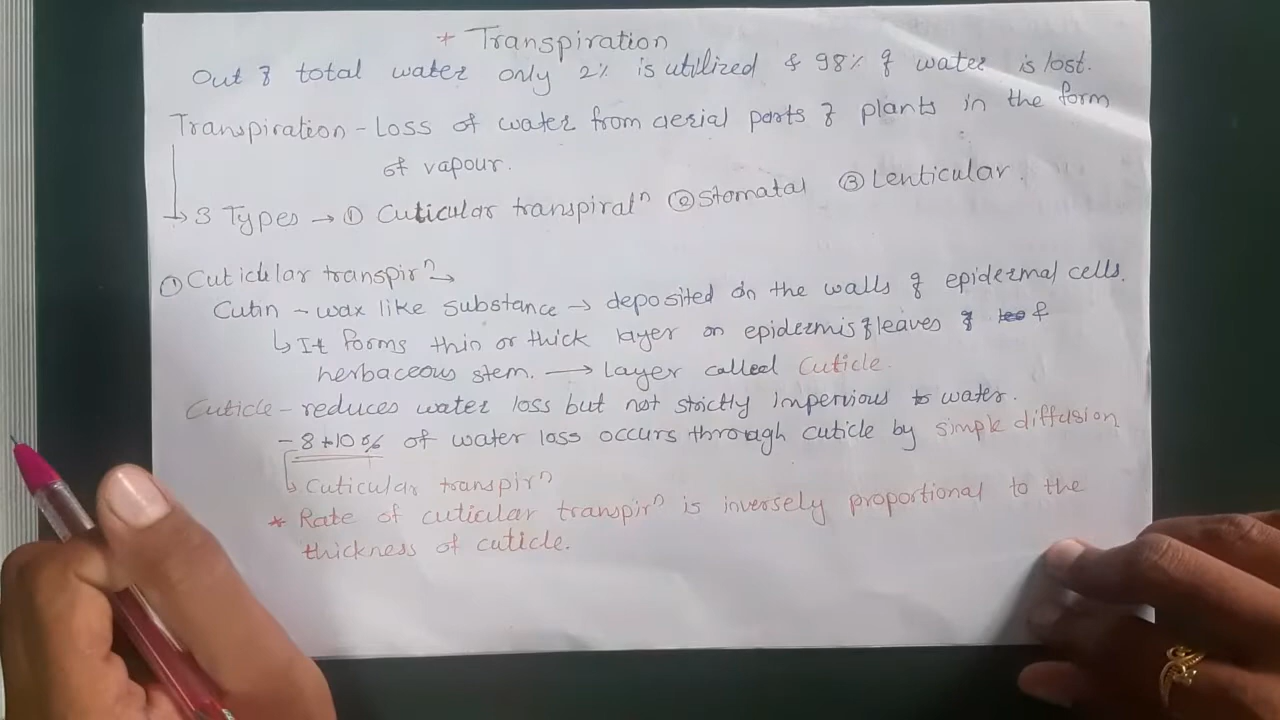 * Transpiration
Out of total water only 2% is utilized & 98% of water is lost.
Transpiration - Loss of water from aerial parts of plants in the form
of vapour.
↳ 3 Types → ① Cuticular transpiralⁿ ② Stomatal ③ Lenticular.
① Cuticular transpirⁿ →
Cutin - wax like substance → deposited on the walls of epidermal cells.
↳ It forms thin or thick layer on epidermis of leaves of &
herbaceous stem. → layer called Cuticle.
Cuticle - reduces water loss but not strictly impervious to water.
- 8 to 10% of water loss occurs through cuticle by simple diffusion
↳ Cuticular transpirⁿ
* Rate of cuticular transpirⁿ is inversely proportional to the
thickness of cuticle.